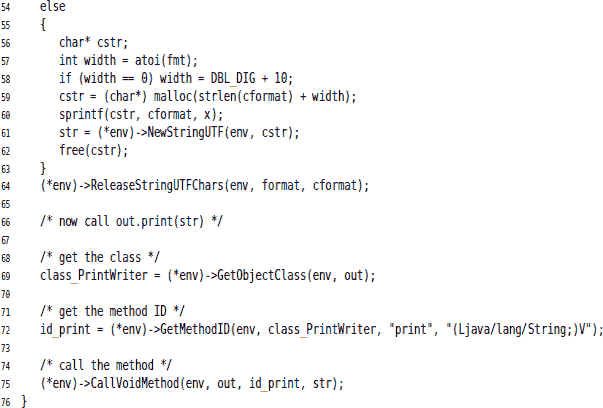 54 else
55 {
56 char* cstr;
57 int width = atoi(fmt);
58 if (width == 0) width = DBL_DIG + 10;
59 cstr = (char*) malloc(strlen(cformat) + width);
60 sprintf(cstr, cformat, x);
61 str = (*env)->NewStringUTF(env, cstr);
62 free(cstr);
63 }
64 (*env)->ReleaseStringUTFChars(env, format, cformat);
65
66 /* now call out.print(str) */
67
68 /* get the class */
69 class_PrintWriter = (*env)->GetObjectClass(env, out);
70
71 /* get the method ID */
72 id_print = (*env)->GetMethodID(env, class_PrintWriter, "print", "(Ljava/lang/String;)V");
73
74 /* call the method */
75 (*env)->CallVoidMethod(env, out, id_print, str);
76 }